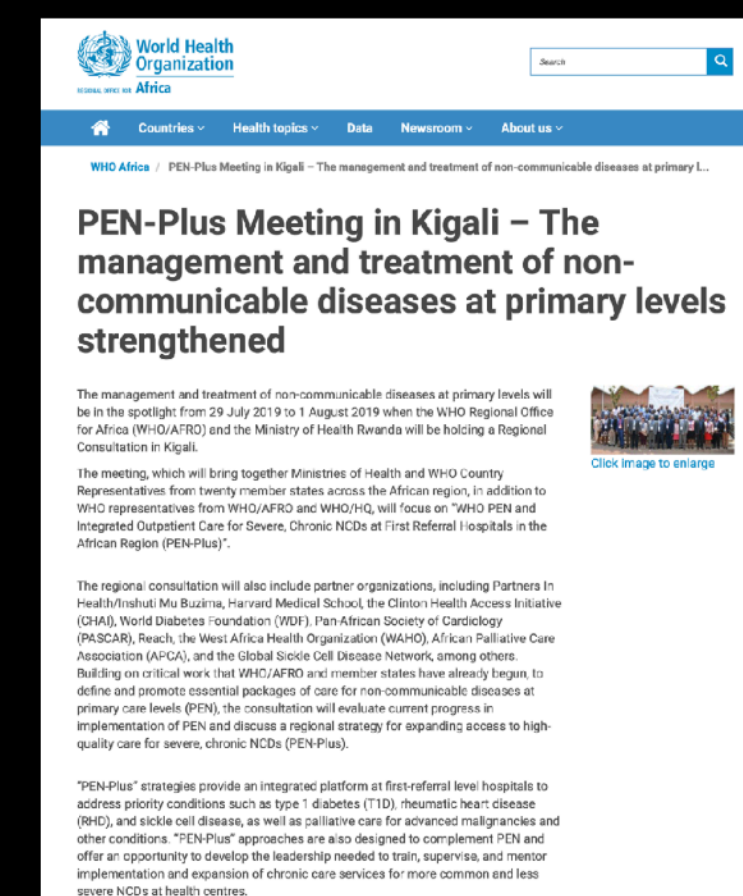 World Health
Organization
REGIONAL OFFICE FOR Africa
Search
Countries
Health topics
Data
Newsroom
About us
WHO Africa / PEN-Plus Meeting in Kigali – The management and treatment of non-communicable diseases at primary l...
PEN-Plus Meeting in Kigali – The
management and treatment of non-
communicable diseases at primary levels
strengthened
The management and treatment of non-communicable diseases at primary levels will
be in the spotlight from 29 July 2019 to 1 August 2019 when the WHO Regional Office
for Africa (WHO/AFRO) and the Ministry of Health Rwanda will be holding a Regional
Consultation in Kigali.
Click image to enlarge
The meeting, which will bring together Ministries of Health and WHO Country
Representatives from twenty member states across the African region, in addition to
WHO representatives from WHO/AFRO and WHO/HQ, will focus on “WHO PEN and
Integrated Outpatient Care for Severe, Chronic NCDs at First Referral Hospitals in the
African Region (PEN-Plus)”.
The regional consultation will also include partner organizations, including Partners In
Health/Inshuti Mu Buzima, Harvard Medical School, the Clinton Health Access Initiative
(CHAI), World Diabetes Foundation (WDF), Pan-African Society of Cardiology
(PASCAR), Reach, the West Africa Health Organization (WAHO), African Palliative Care
Association (APCA), and the Global Sickle Cell Disease Network, among others.
Building on critical work that WHO/AFRO and member states have already begun, to
define and promote essential packages of care for non-communicable diseases at
primary care levels (PEN), the consultation will evaluate current progress in
implementation of PEN and discuss a regional strategy for expanding access to high-
quality care for severe, chronic NCDs (PEN-Plus).
“PEN-Plus” strategies provide an integrated platform at first-referral level hospitals to
address priority conditions such as type 1 diabetes (T1D), rheumatic heart disease
(RHD), and sickle cell disease, as well as palliative care for advanced malignancies and
other conditions. “PEN-Plus” approaches are also designed to complement PEN and
offer an opportunity to develop the leadership needed to train, supervise, and mentor
implementation and expansion of chronic care services for more common and less
severe NCDs at health centres.